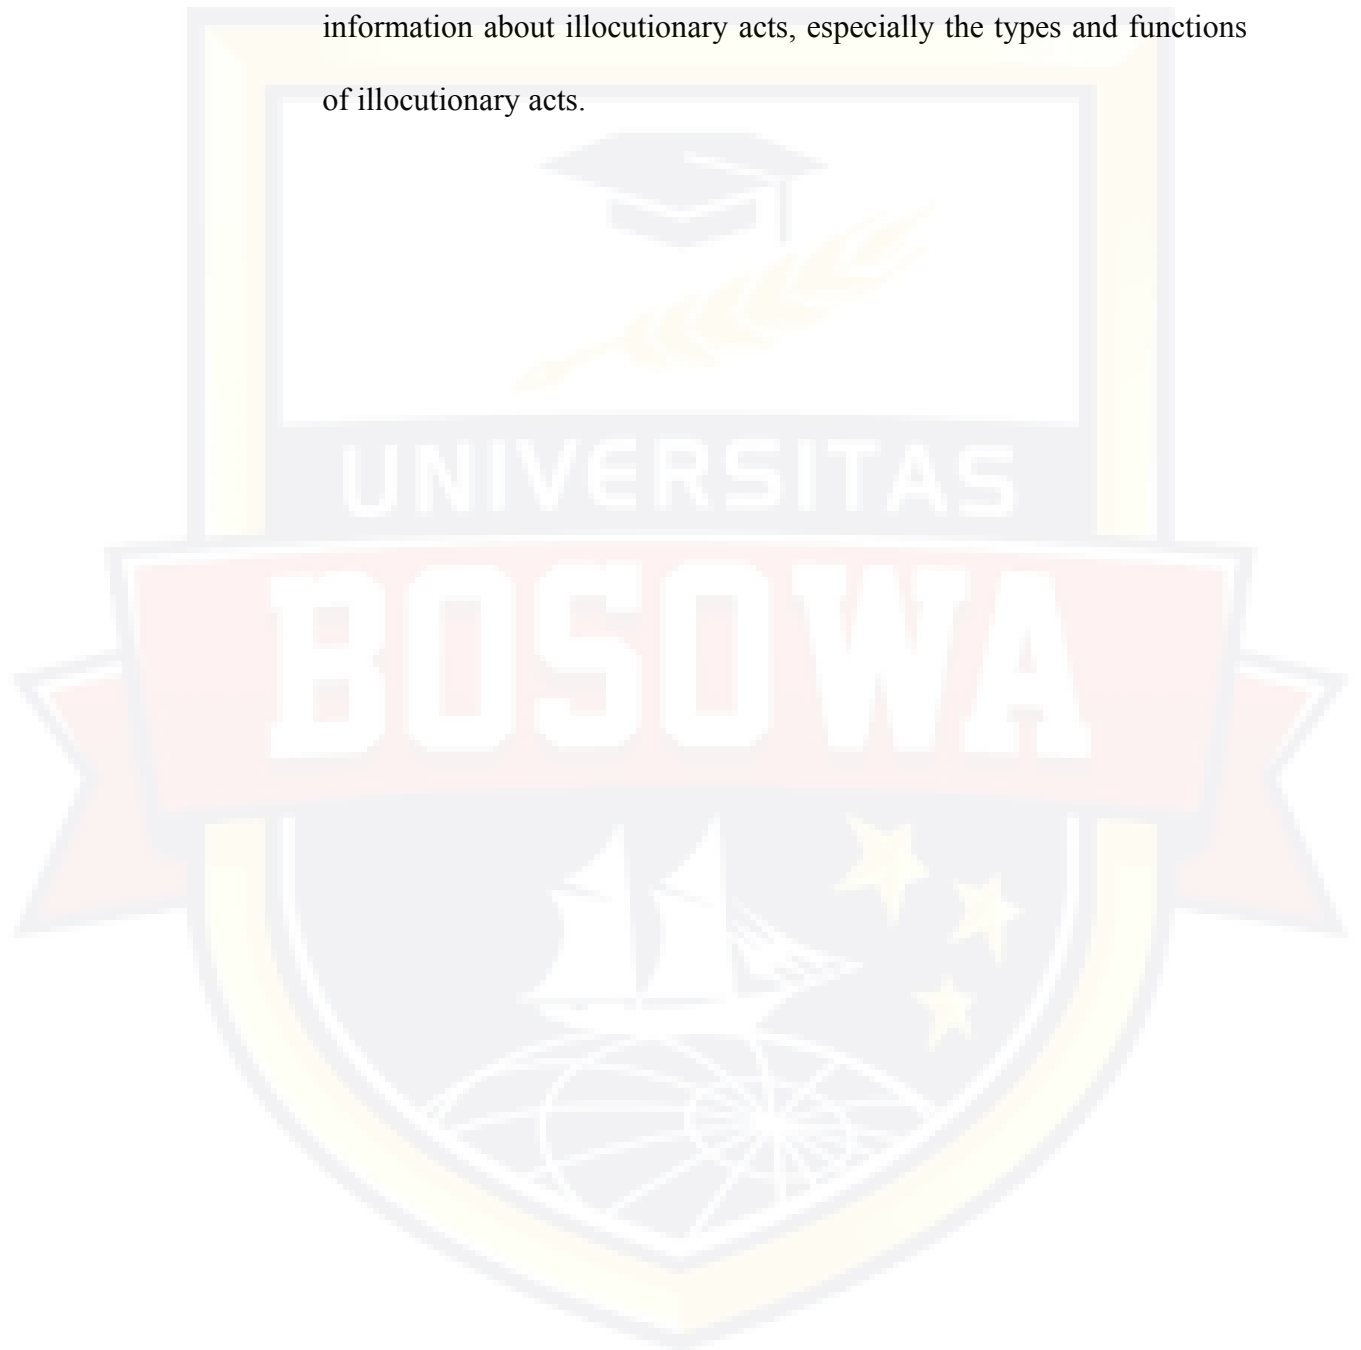 information about illocutionary acts, especially the types and functions
of illocutionary acts.
UNIVERSITAS
BOSOWA